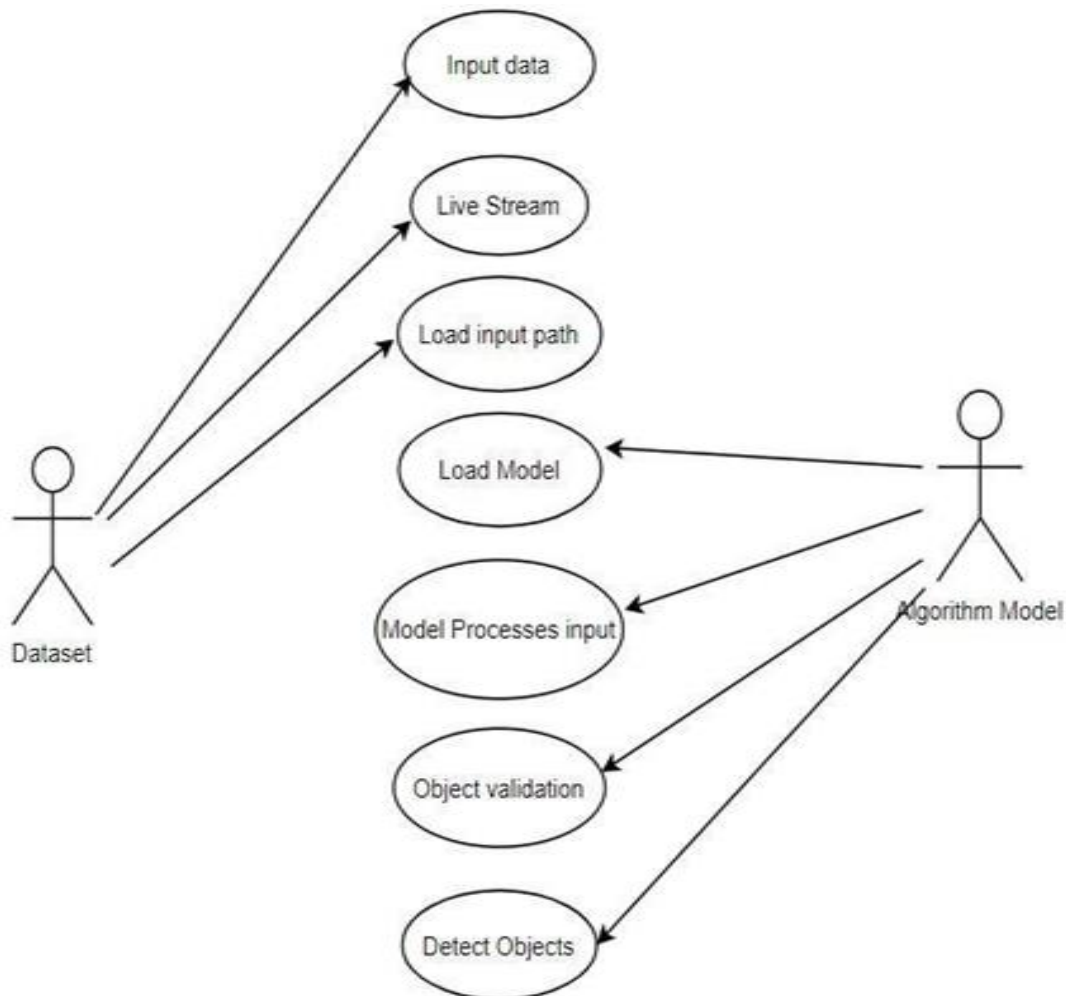 Input data
Live Stream
Load input path
Load Model
Model Processes input
Algorithm Model
Dataset
Object validation
Detect Objects